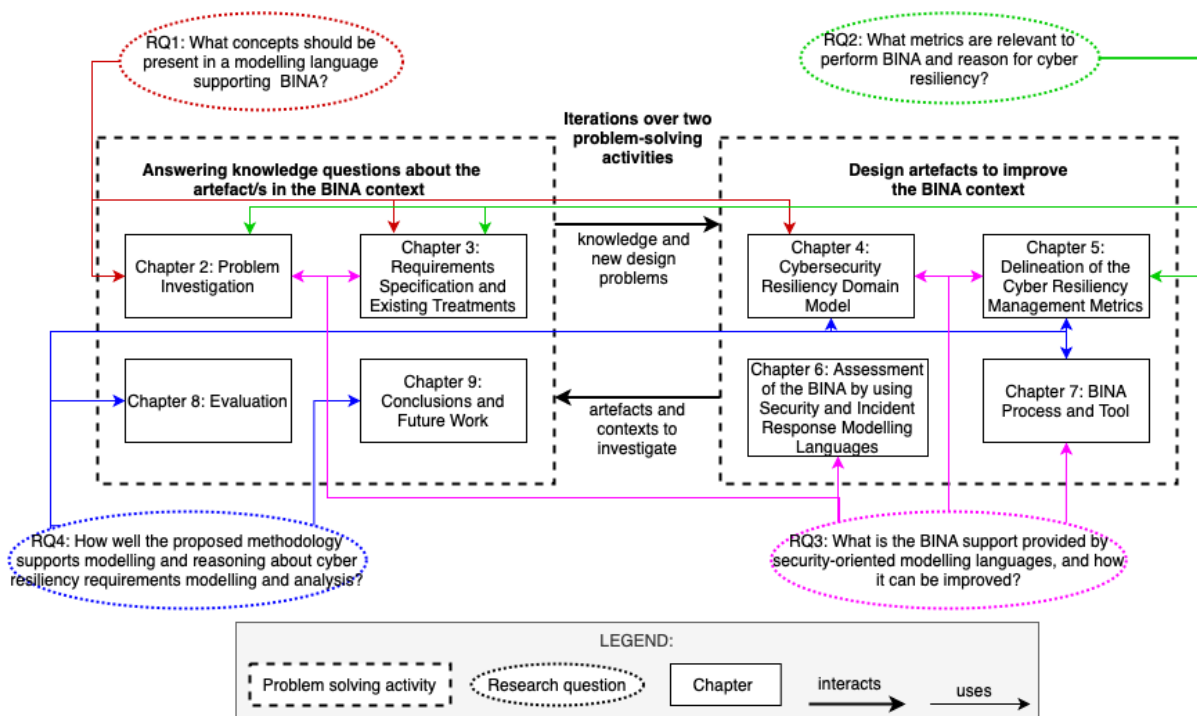 RQ1: What concepts should be
present in a modelling language
supporting BINA?
RQ2: What metrics are relevant to
perform BINA and reason for cyber
resiliency?
Iterations over two
problem-solving
activities
Answering knowledge questions about the
artefact/s in the BINA context
Design artefacts to improve
the BINA context
Chapter 2: Problem
Investigation
Chapter 3:
Requirements
Specification and
Existing Treatments
knowledge and
new design
problems
Chapter 4:
Cybersecurity
Resiliency Domain
Model
Chapter 5:
Delineation of the
Cyber Resiliency
Management Metrics
Chapter 8: Evaluation
Chapter 9:
Conclusions and
Future Work
artefacts and
contexts to
investigate
Chapter 6: Assessment
of the BINA by using
Security and Incident
Response Modelling
Languages
Chapter 7: BINA
Process and Tool
RQ4: How well the proposed methodology
supports modelling and reasoning about cyber
resiliency requirements modelling and analysis?
RQ3: What is the BINA support provided by
security-oriented modelling languages, and how
it can be improved?
LEGEND:
Problem solving activity
Research question
Chapter
interacts
uses